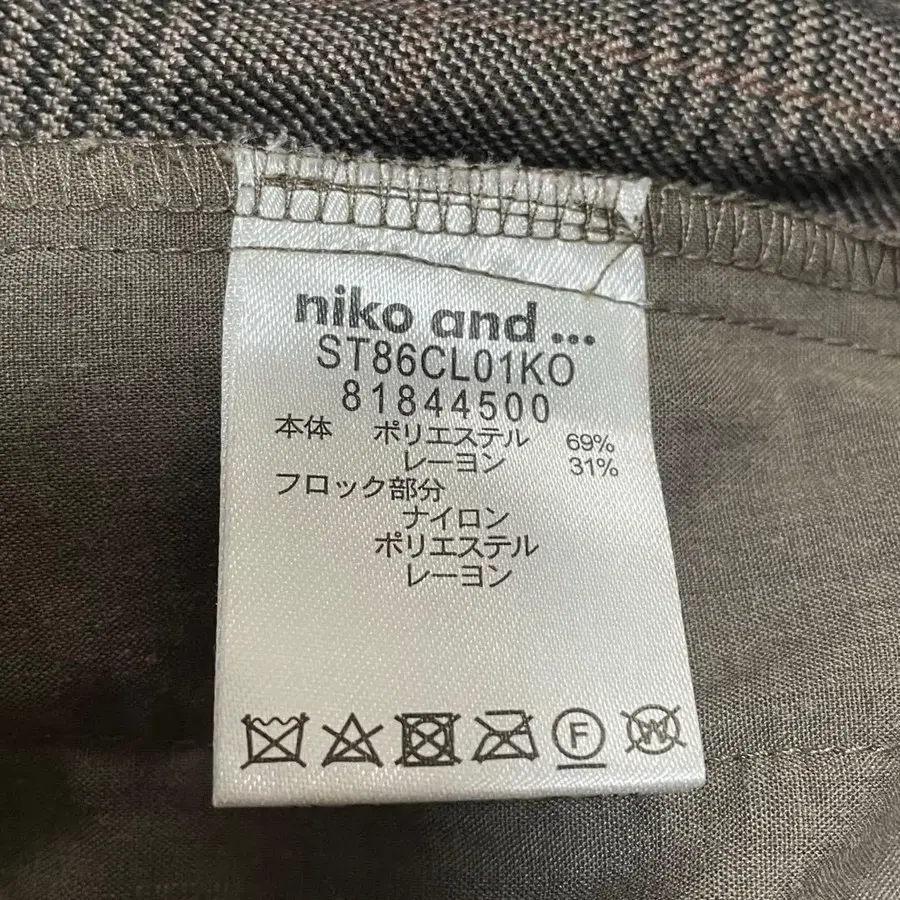 niko and ...
ST86CL01KO
81844500
本体 ポリエステル 69%
レーヨン 31%
フロック部分
ナイロン
ポリエステル
レーヨン
F
W